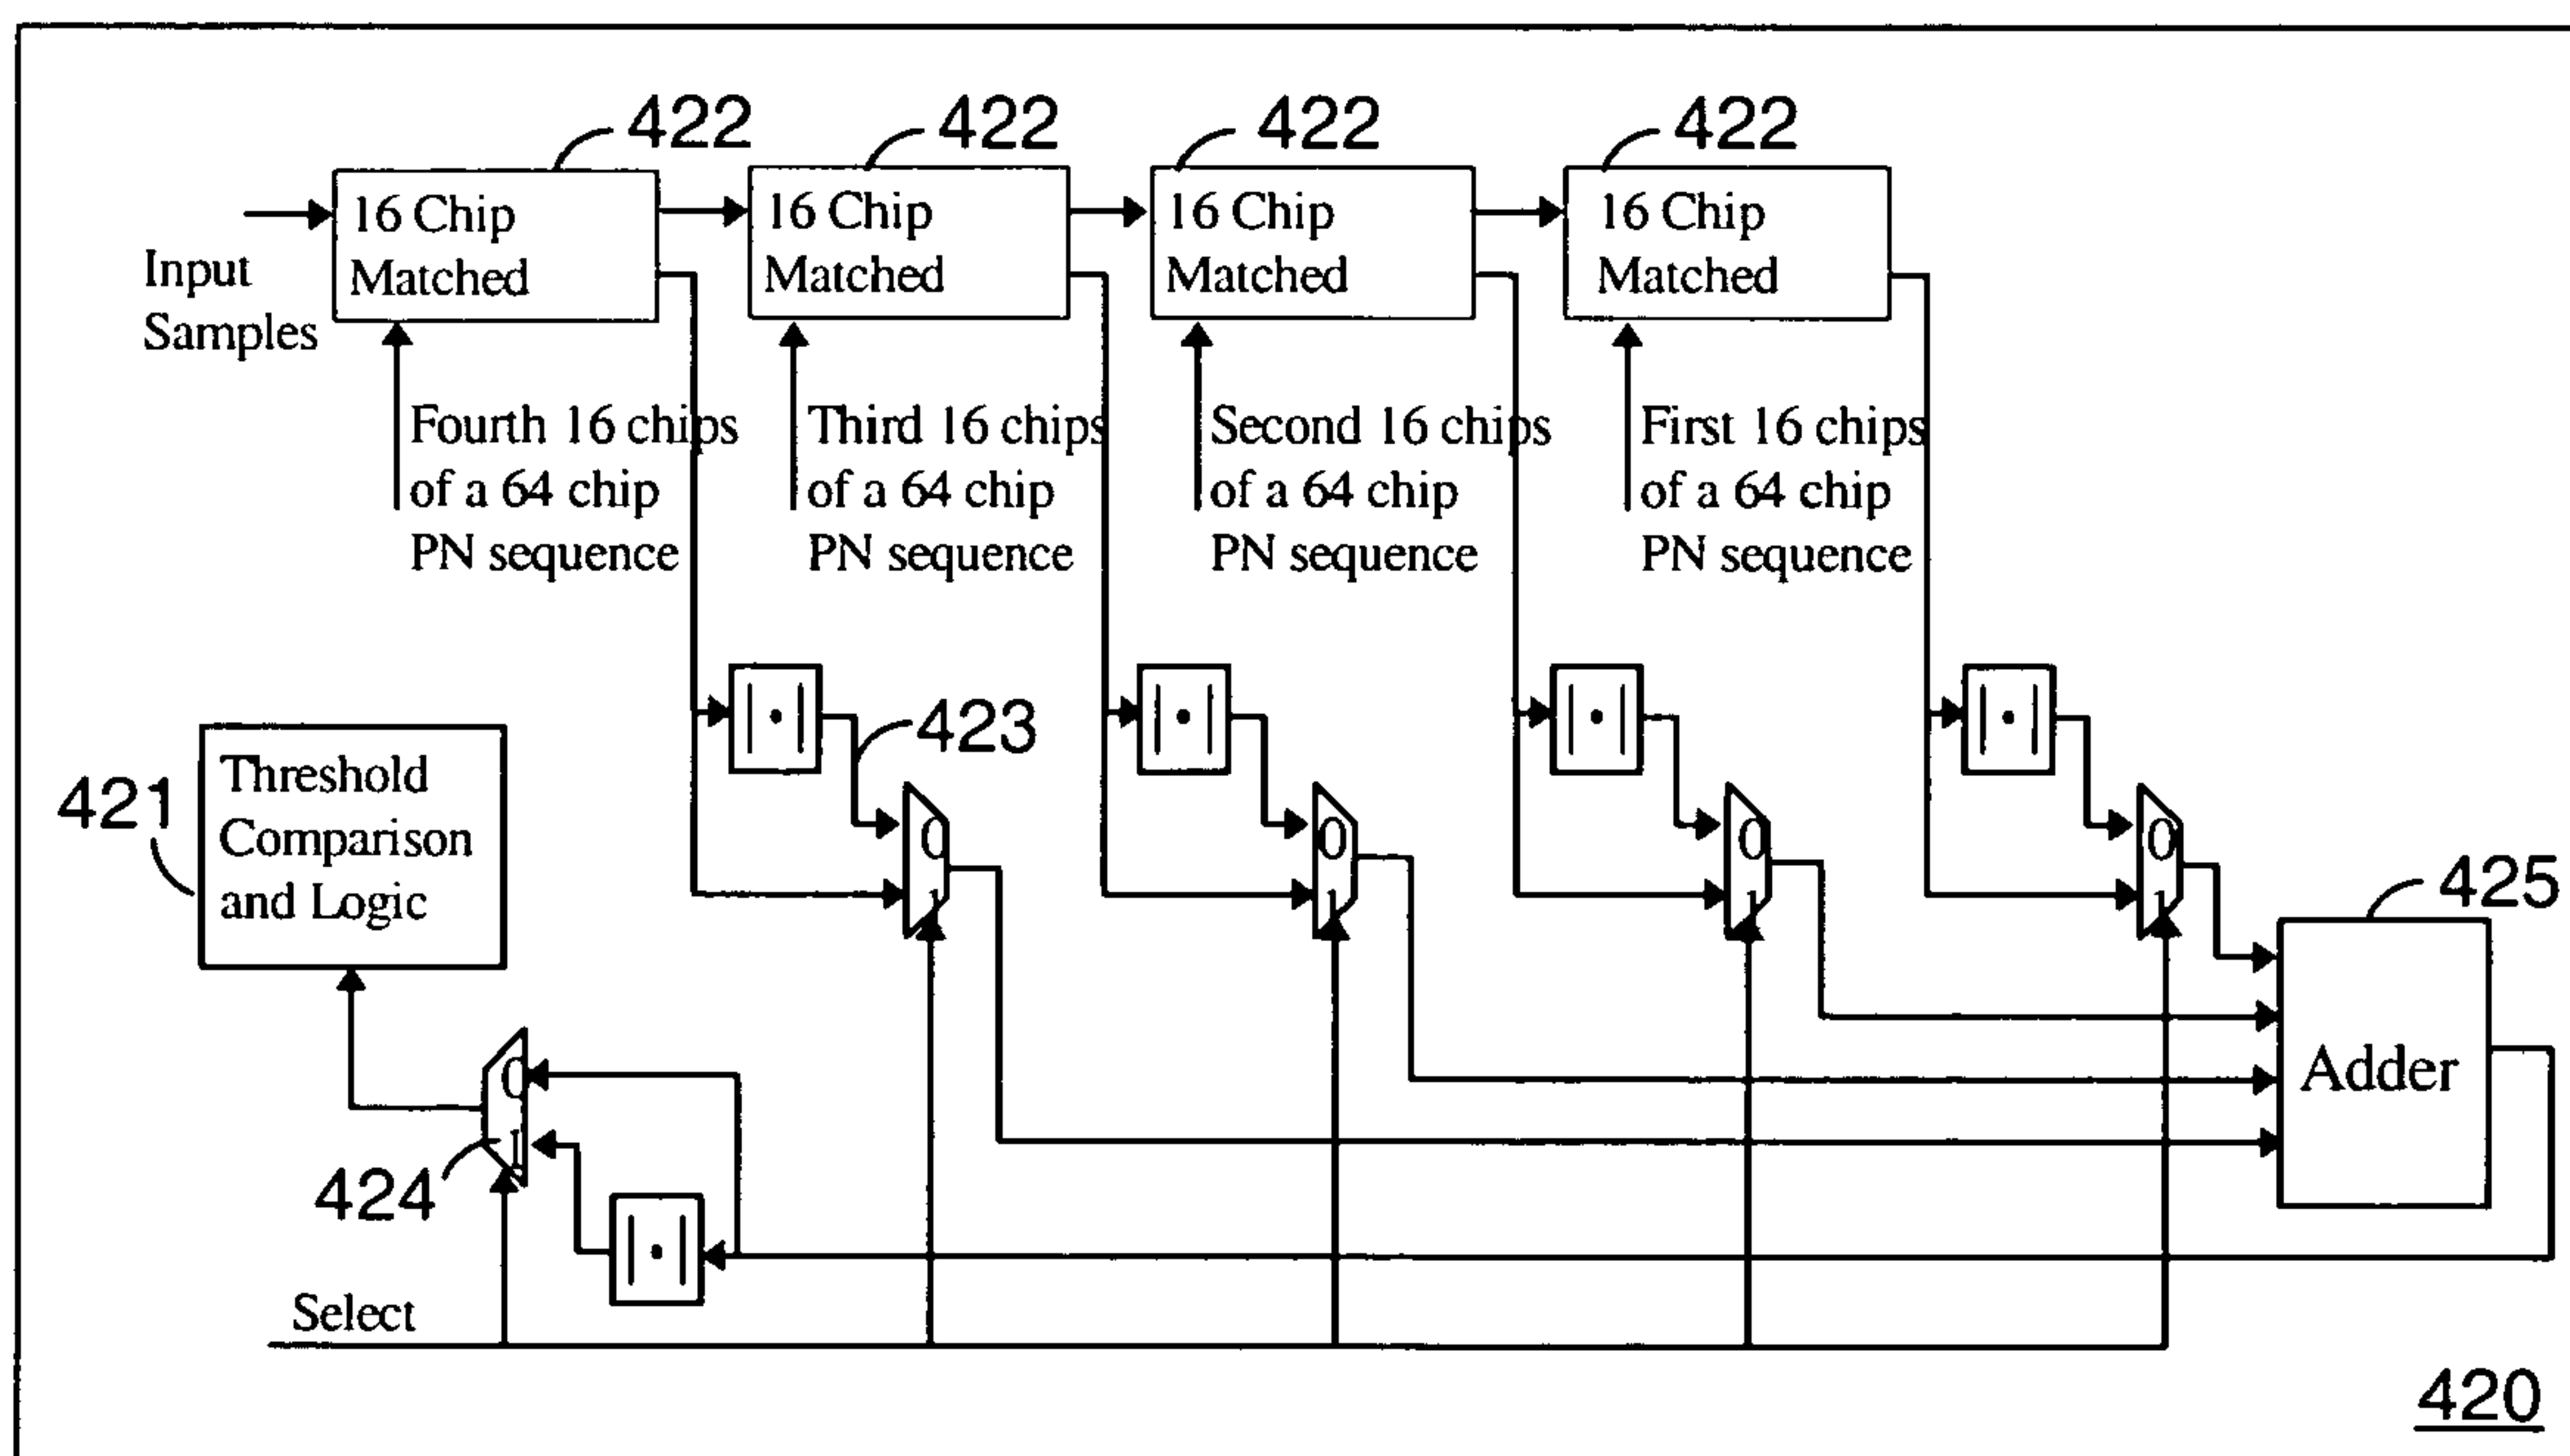 422
422
422
422
16 Chip
Matched
16 Chip
Matched
16 Chip
Matched
16 Chip
Matched
Input
Samples
Fourth 16 chips
of a 64 chip
PN sequence
Third 16 chips
of a 64 chip
PN sequence
Second 16 chips
of a 64 chip
PN sequence
First 16 chips
of a 64 chip
PN sequence
|•|
|•|
|•|
|•|
423
421
Threshold
Comparison
and Logic
0
1
0
1
0
1
0
1
425
Adder
0
1
424
|•|
Select
420